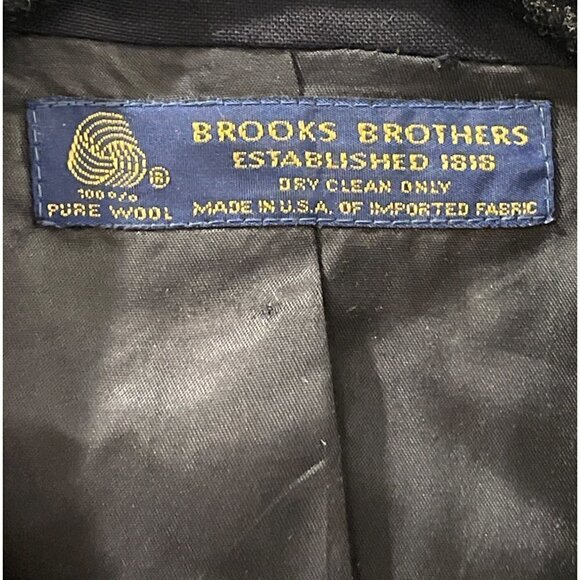 BROOKS BROTHERS
ESTABLISHED 1818
DRY CLEAN ONLY
MADE IN U.S.A. OF IMPORTED FABRIC
®
100%
PURE WOOL